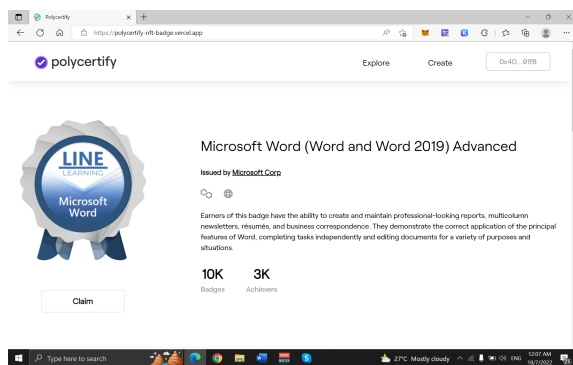 Polycertify
https://polycertify-nft-badge.vercel.app
polycertify
Explore
Create
0x4D...91fB
LINE
LEARNING
Microsoft
Word
Claim
Microsoft Word (Word and Word 2019) Advanced
Issued by Microsoft Corp
Earners of this badge have the ability to create and maintain professional-looking reports, multicolumn
newsletters, résumés, and business correspondence. They demonstrate the correct application of the principal
features of Word, completing tasks independently and editing documents for a variety of purposes and
situations.
10K
3K
Badges
Achievers
Type here to search
27°C Mostly cloudy
ENG
12:07 AM
18/7/2022